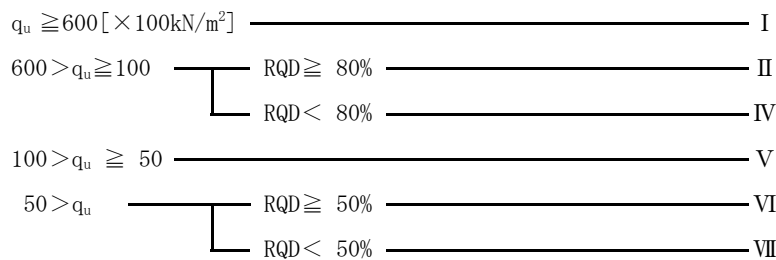 qᵤ ≧600[×100kN/m²] Ⅰ
600>qᵤ≧100 RQD≧ 80% Ⅱ
RQD< 80% Ⅳ
100>qᵤ ≧ 50 Ⅴ
50>qᵤ RQD≧ 50% Ⅵ
RQD< 50% Ⅶ